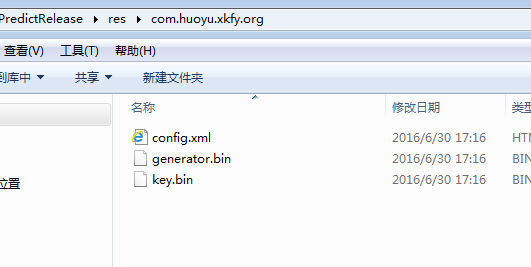 PredictRelease ▸ res ▸ com.huoyu.xkfy.org
查看(V) 工具(T) 帮助(H)
到库中 ▾ 共享 ▾ 新建文件夹
名称 修改日期 类型
config.xml 2016/6/30 17:16 HT
generator.bin 2016/6/30 17:16 BIN
位置
key.bin 2016/6/30 17:16 BIN